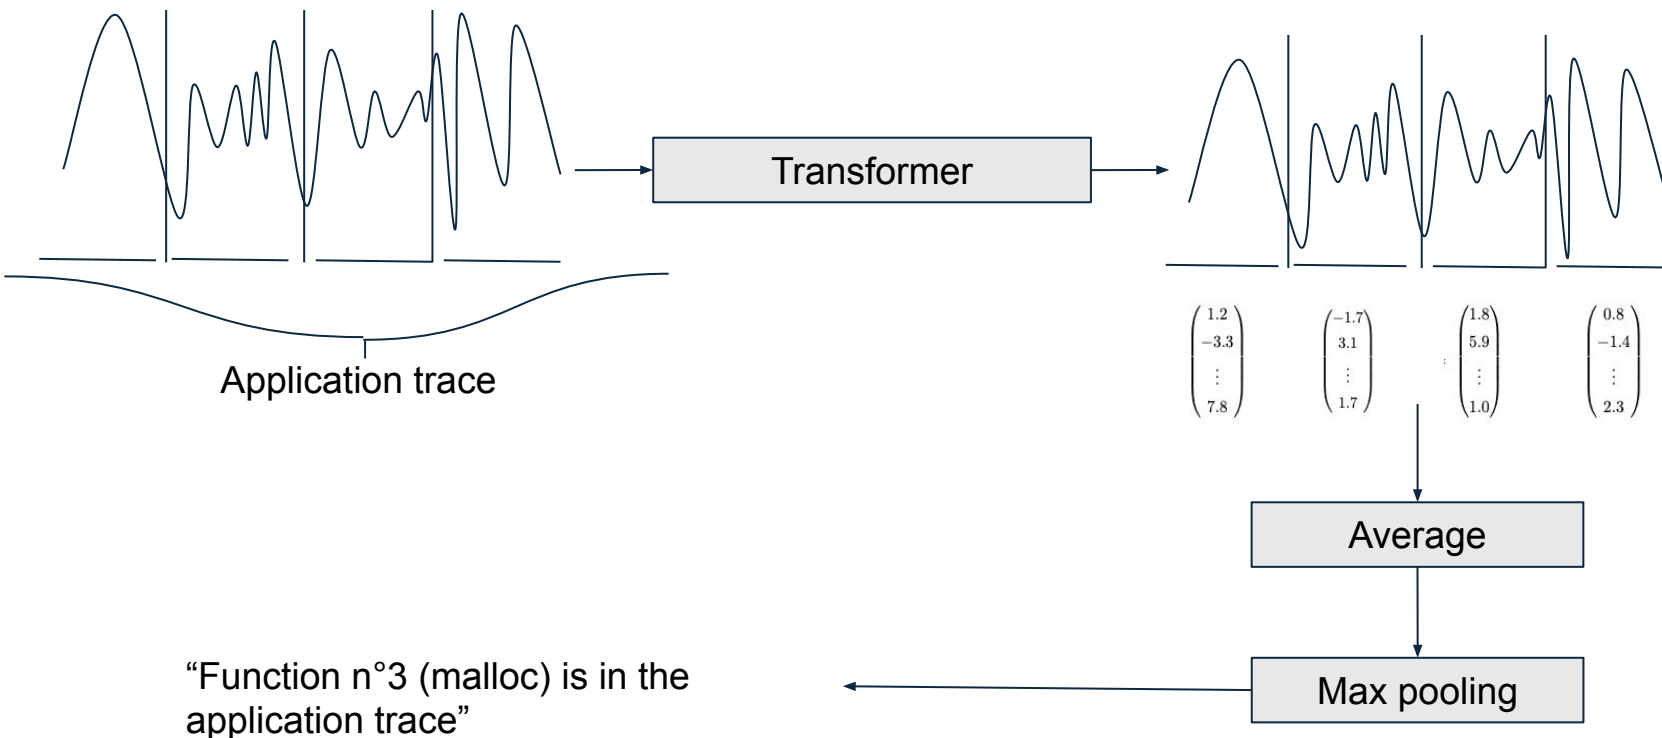 Transformer
Application trace
1.2 −1.7 1.8 0.8
−3.3 3.1 5.9 −1.4
⋮ ⋮ ⋮ ⋮
7.8 1.7 1.0 2.3
Average
Max pooling
“Function n°3 (malloc) is in the
application trace”